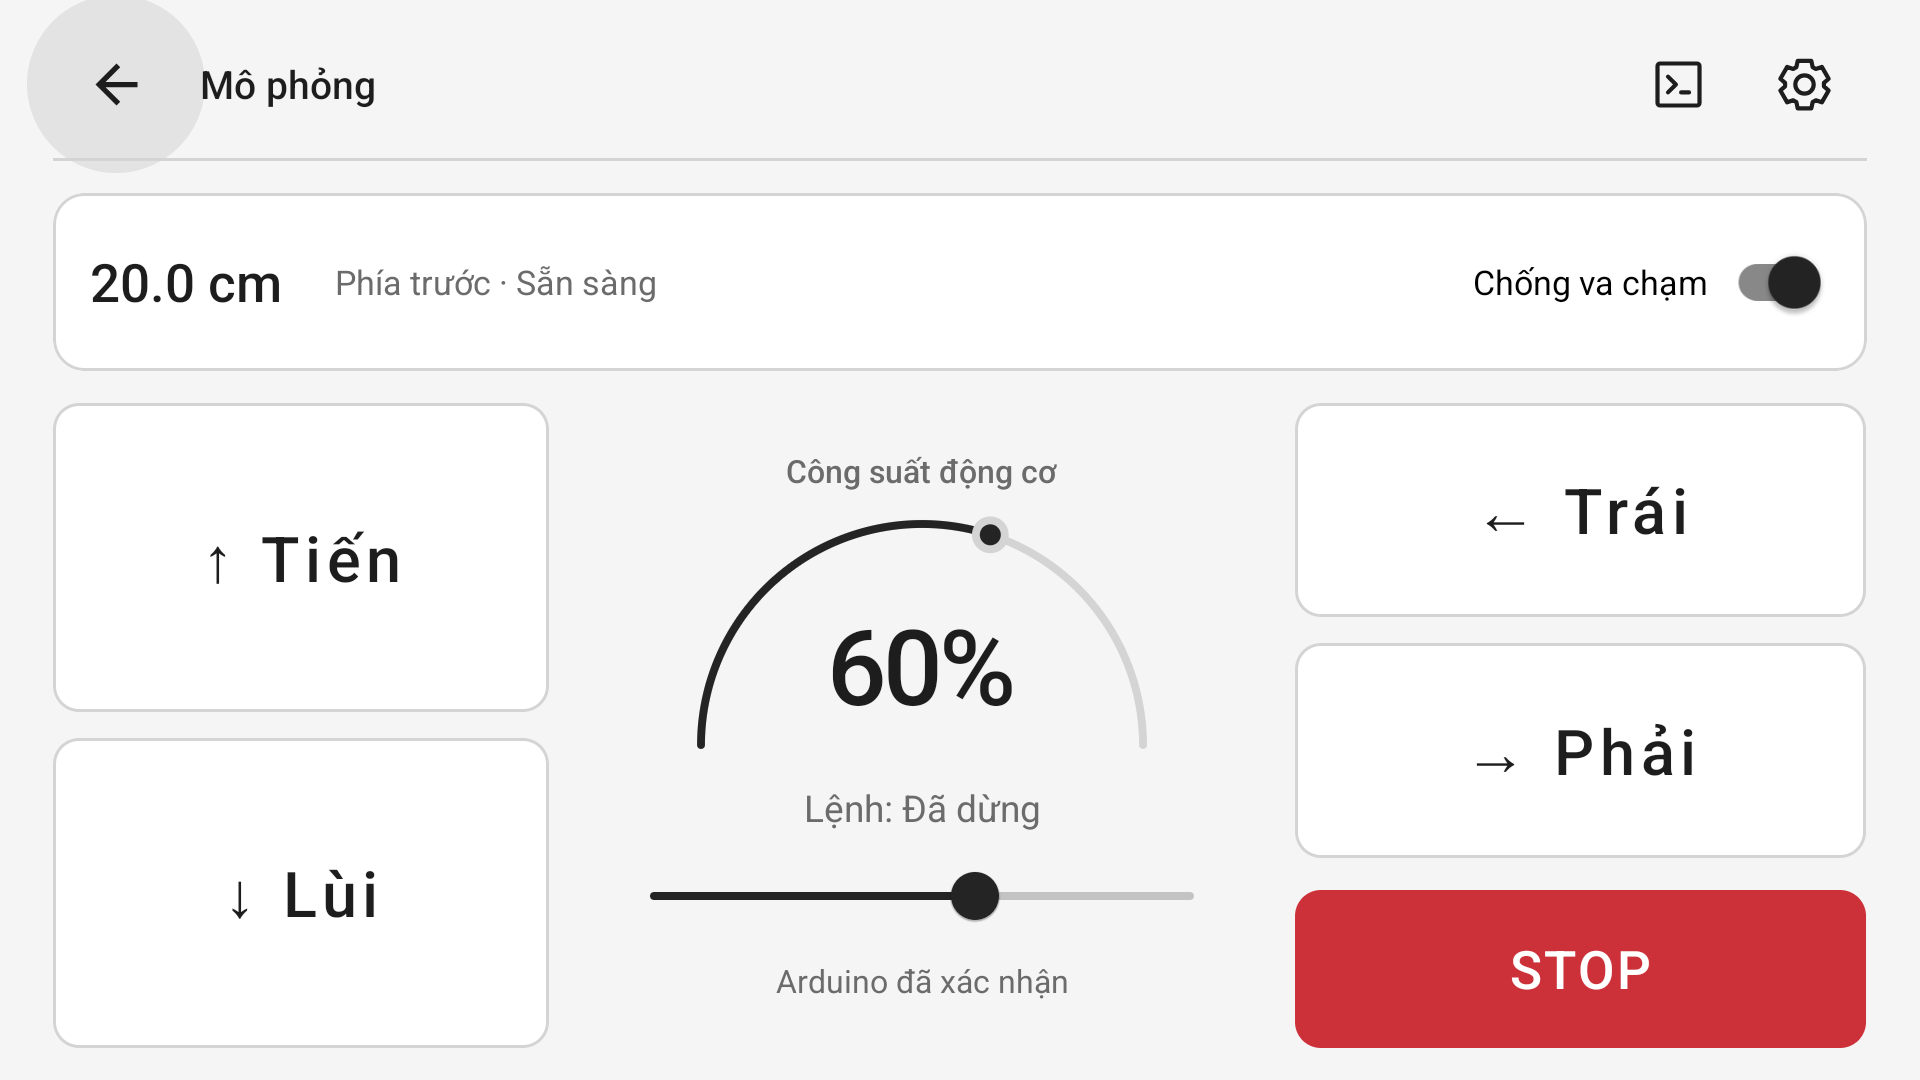 Mô phỏng
20.0 cm
Phía trước · Sẵn sàng
Chống va chạm
↑ Tiến
↓ Lùi
Công suất động cơ
60%
Lệnh: Đã dừng
Arduino đã xác nhận
← Trái
→ Phải
STOP